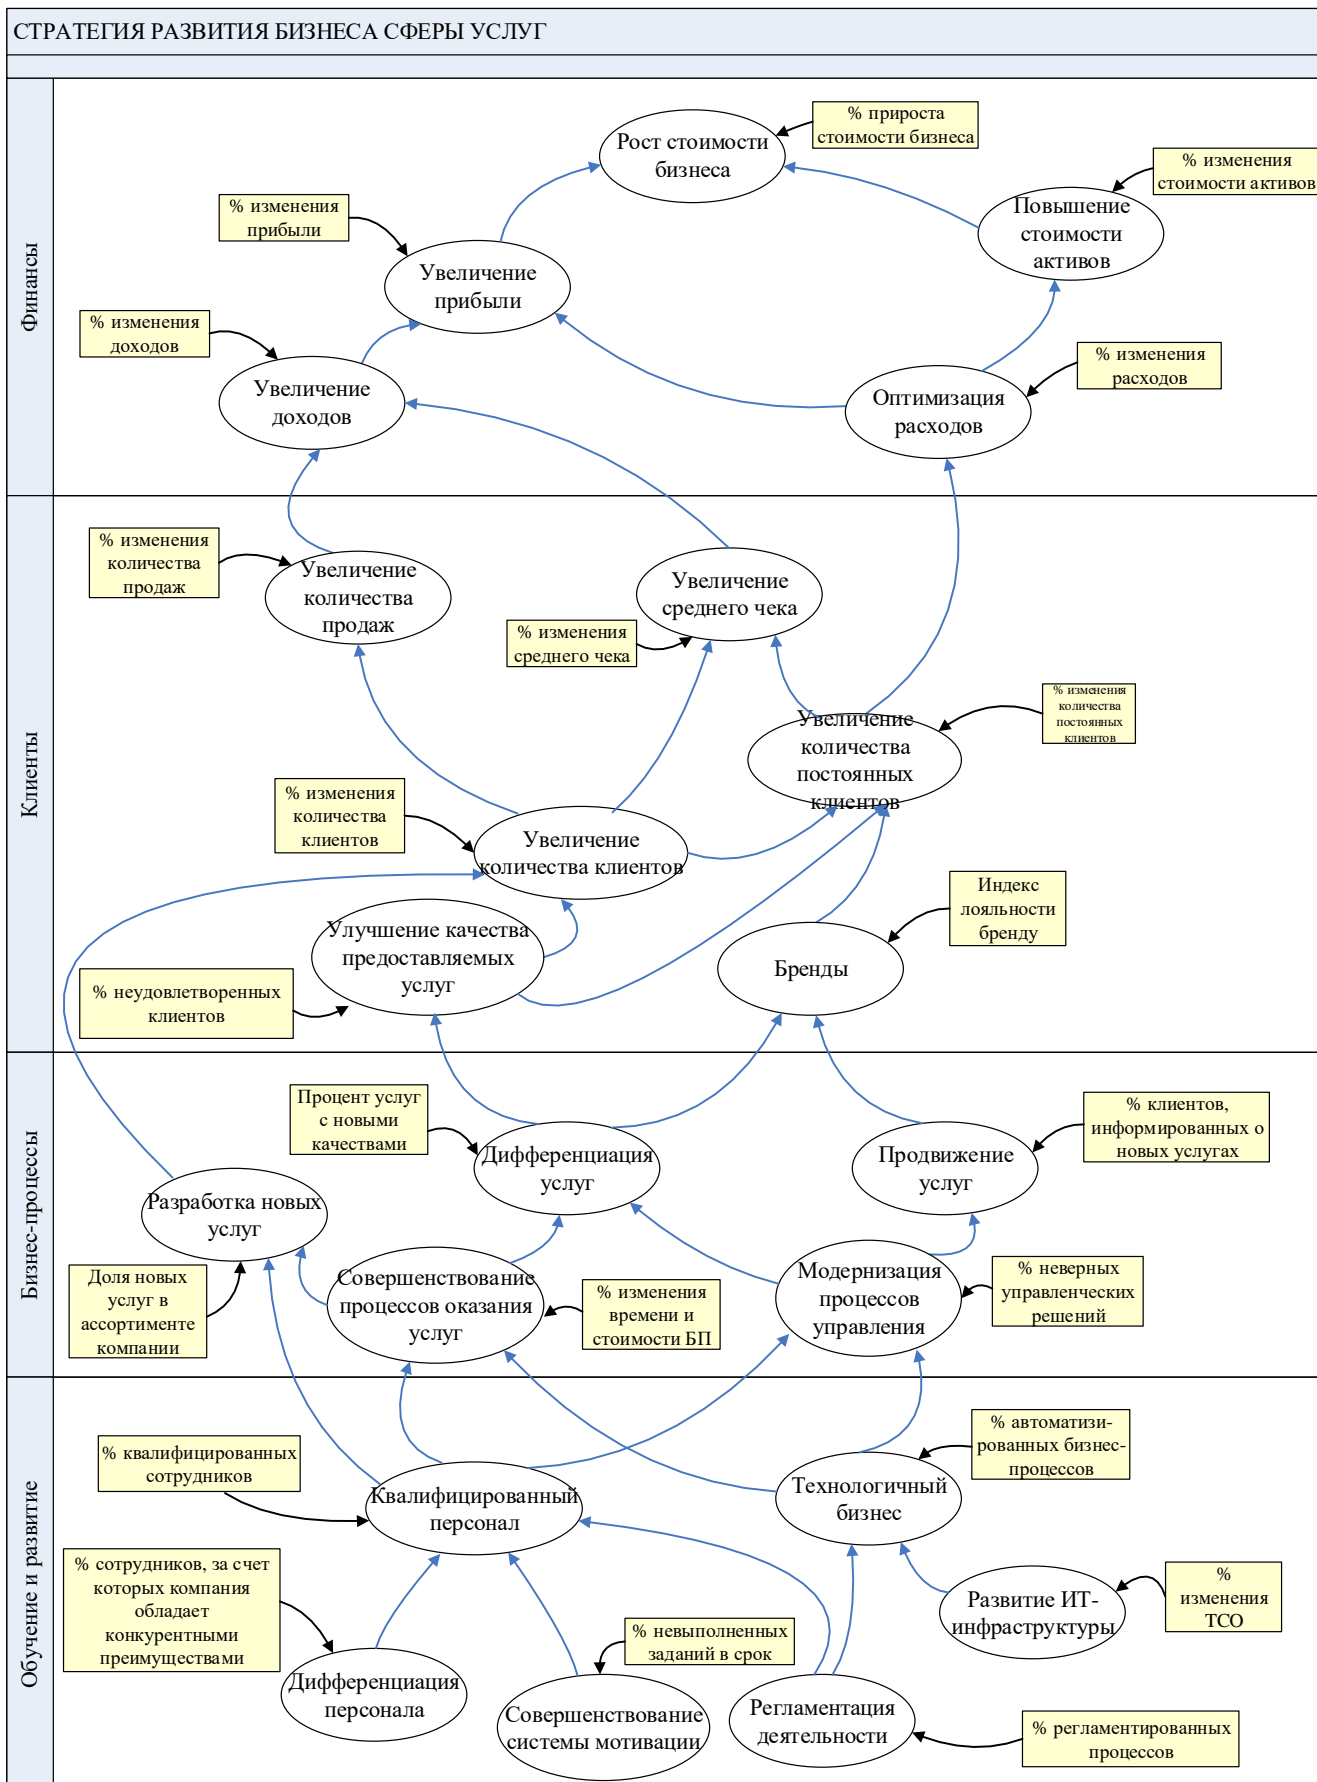 СТРАТЕГИЯ РАЗВИТИЯ БИЗНЕСА СФЕРЫ УСЛУГ
Финансы
% прироста
стоимости бизнеса
Рост стоимости
бизнеса
% изменения
стоимости активов
Повышение
стоимости
активов
% изменения
прибыли
Увеличение
прибыли
% изменения
доходов
Увеличение
доходов
% изменения
расходов
Оптимизация
расходов
Клиенты
% изменения
количества
продаж
Увеличение
количества
продаж
Увеличение
среднего чека
% изменения
среднего чека
% изменения
количества
постоянных
клиентов
Увеличение
количества
постоянных
клиентов
% изменения
количества
клиентов
Увеличение
количества клиентов
Индекс
лояльности
бренду
Улучшение качества
предоставляемых
услуг
Бренды
% неудовлетворенных
клиентов
Бизнес-процессы
Процент услуг
с новыми
качествами
Дифференциация
услуг
Продвижение
услуг
% клиентов,
информированных о
новых услугах
Разработка новых
услуг
Доля новых
услуг в
ассортименте
компании
Совершенствование
процессов оказания
услуг
% изменения
времени и
стоимости БП
Модернизация
процессов
управления
% неверных
управленческих
решений
Обучение и развитие
% квалифицированных
сотрудников
Квалифицированный
персонал
Технологичный
бизнес
% автоматизи-
рованных бизнес-
процессов
% сотрудников, за счет
которых компания
обладает
конкурентными
преимуществами
Развитие ИТ-
инфраструктуры
%
изменения
ТСО
% невыполненных
заданий в срок
Дифференциация
персонала
Совершенствование
системы мотивации
Регламентация
деятельности
% регламентированных
процессов